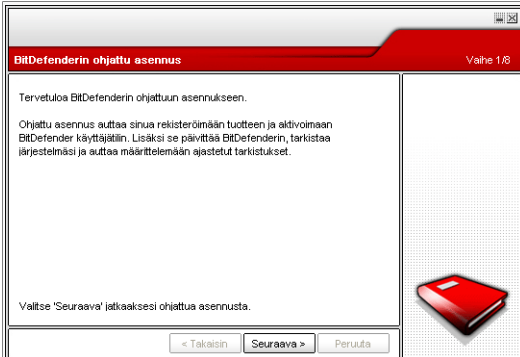 BitDefenderin ohjattu asennus
Vaihe 1/8
Tervetuloa BitDefenderin ohjattuun asennukseen.
Ohjattu asennus auttaa sinua rekisteröimään tuotteen ja aktivoimaan
BitDefender käyttäjätilin. Lisäksi se päivittää BitDefenderin, tarkistaa
järjestelmäsi ja auttaa määrittelemään ajastetut tarkistukset.
Valitse 'Seuraava' jatkaaksesi ohjattua asennusta.
< Takaisin
Seuraava >
Peruuta